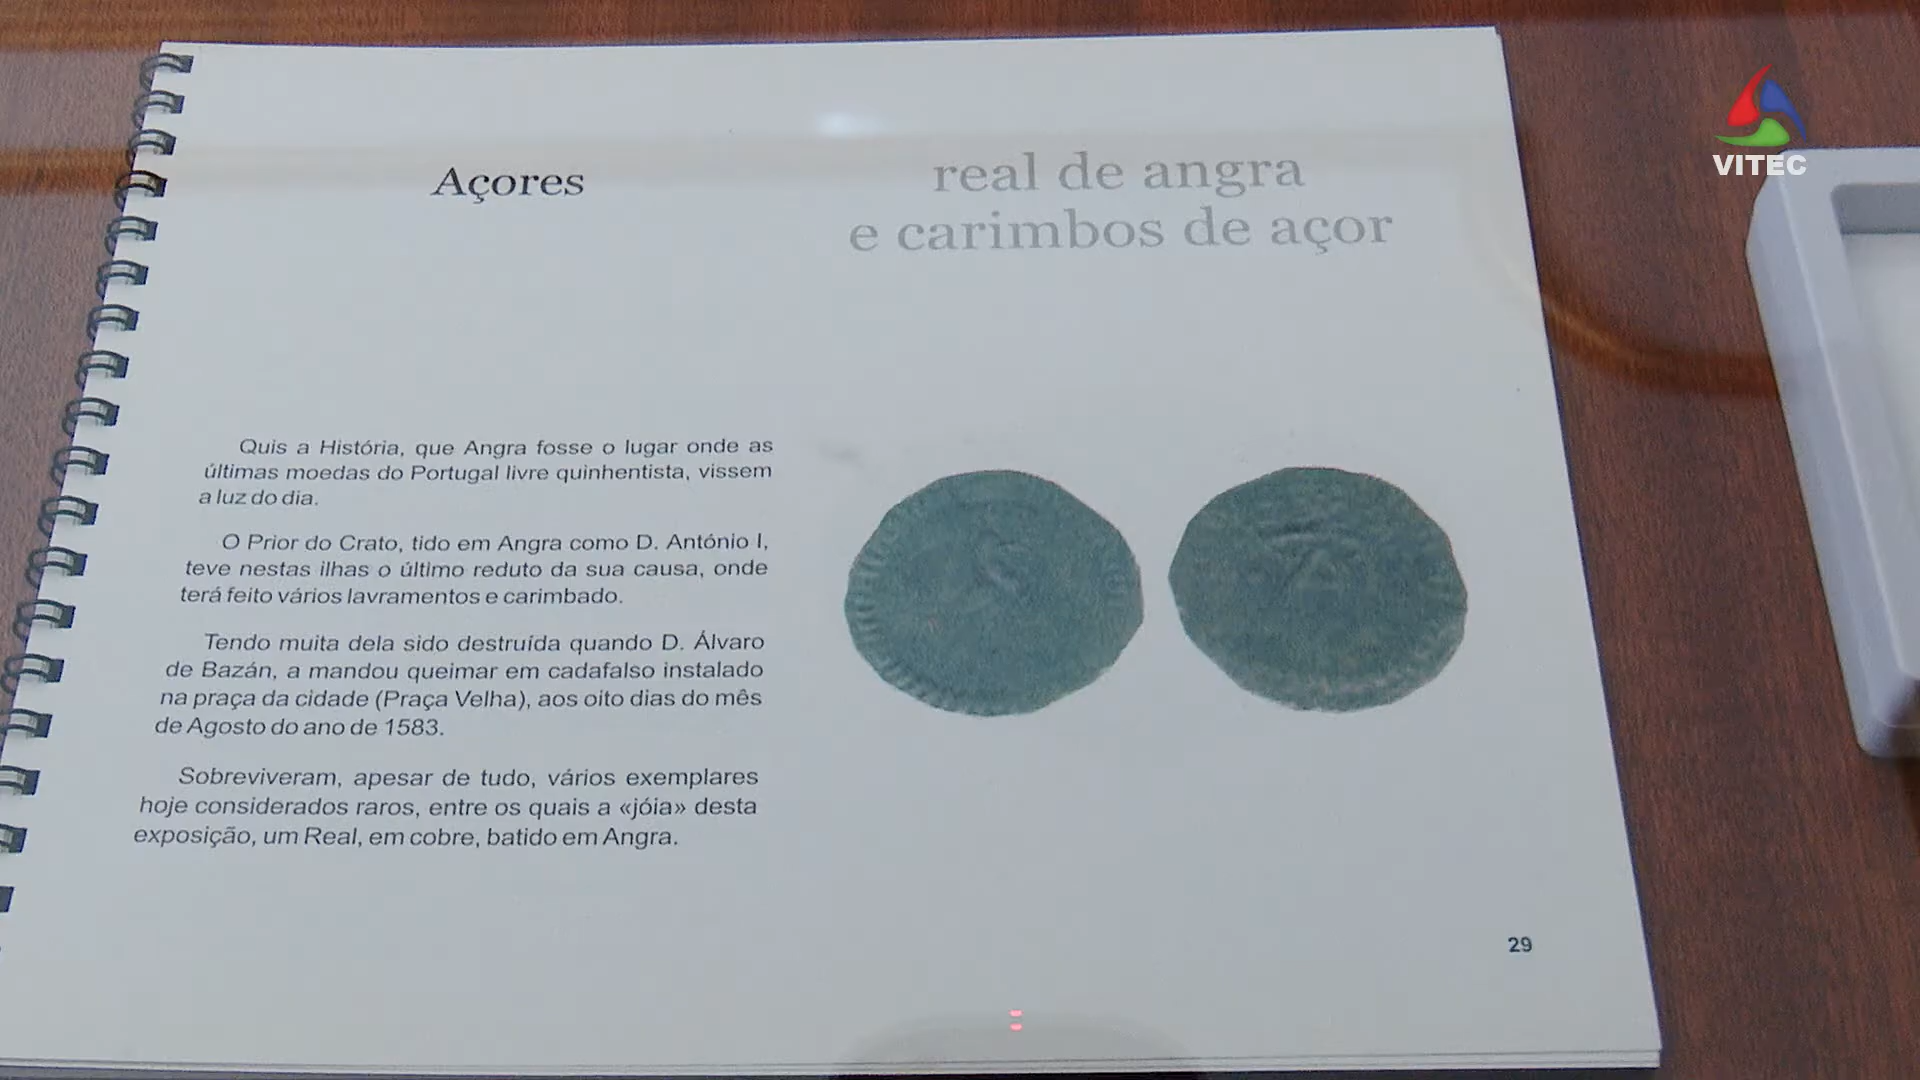 Açores
real de angra
e carimbos de açor
Quis a História, que Angra fosse o lugar onde as
últimas moedas do Portugal livre quinhentista, vissem
a luz do dia.
O Prior do Crato, tido em Angra como D. António I,
teve nestas ilhas o último reduto da sua causa, onde
terá feito vários lavramentos e carimbado.
Tendo muita dela sido destruída quando D. Álvaro
de Bazán, a mandou queimar em cadafalso instalado
na praça da cidade (Praça Velha), aos oito dias do mês
de Agosto do ano de 1583.
Sobreviveram, apesar de tudo, vários exemplares
hoje considerados raros, entre os quais a «jóia» desta
exposição, um Real, em cobre, batido em Angra.
29
VITEC